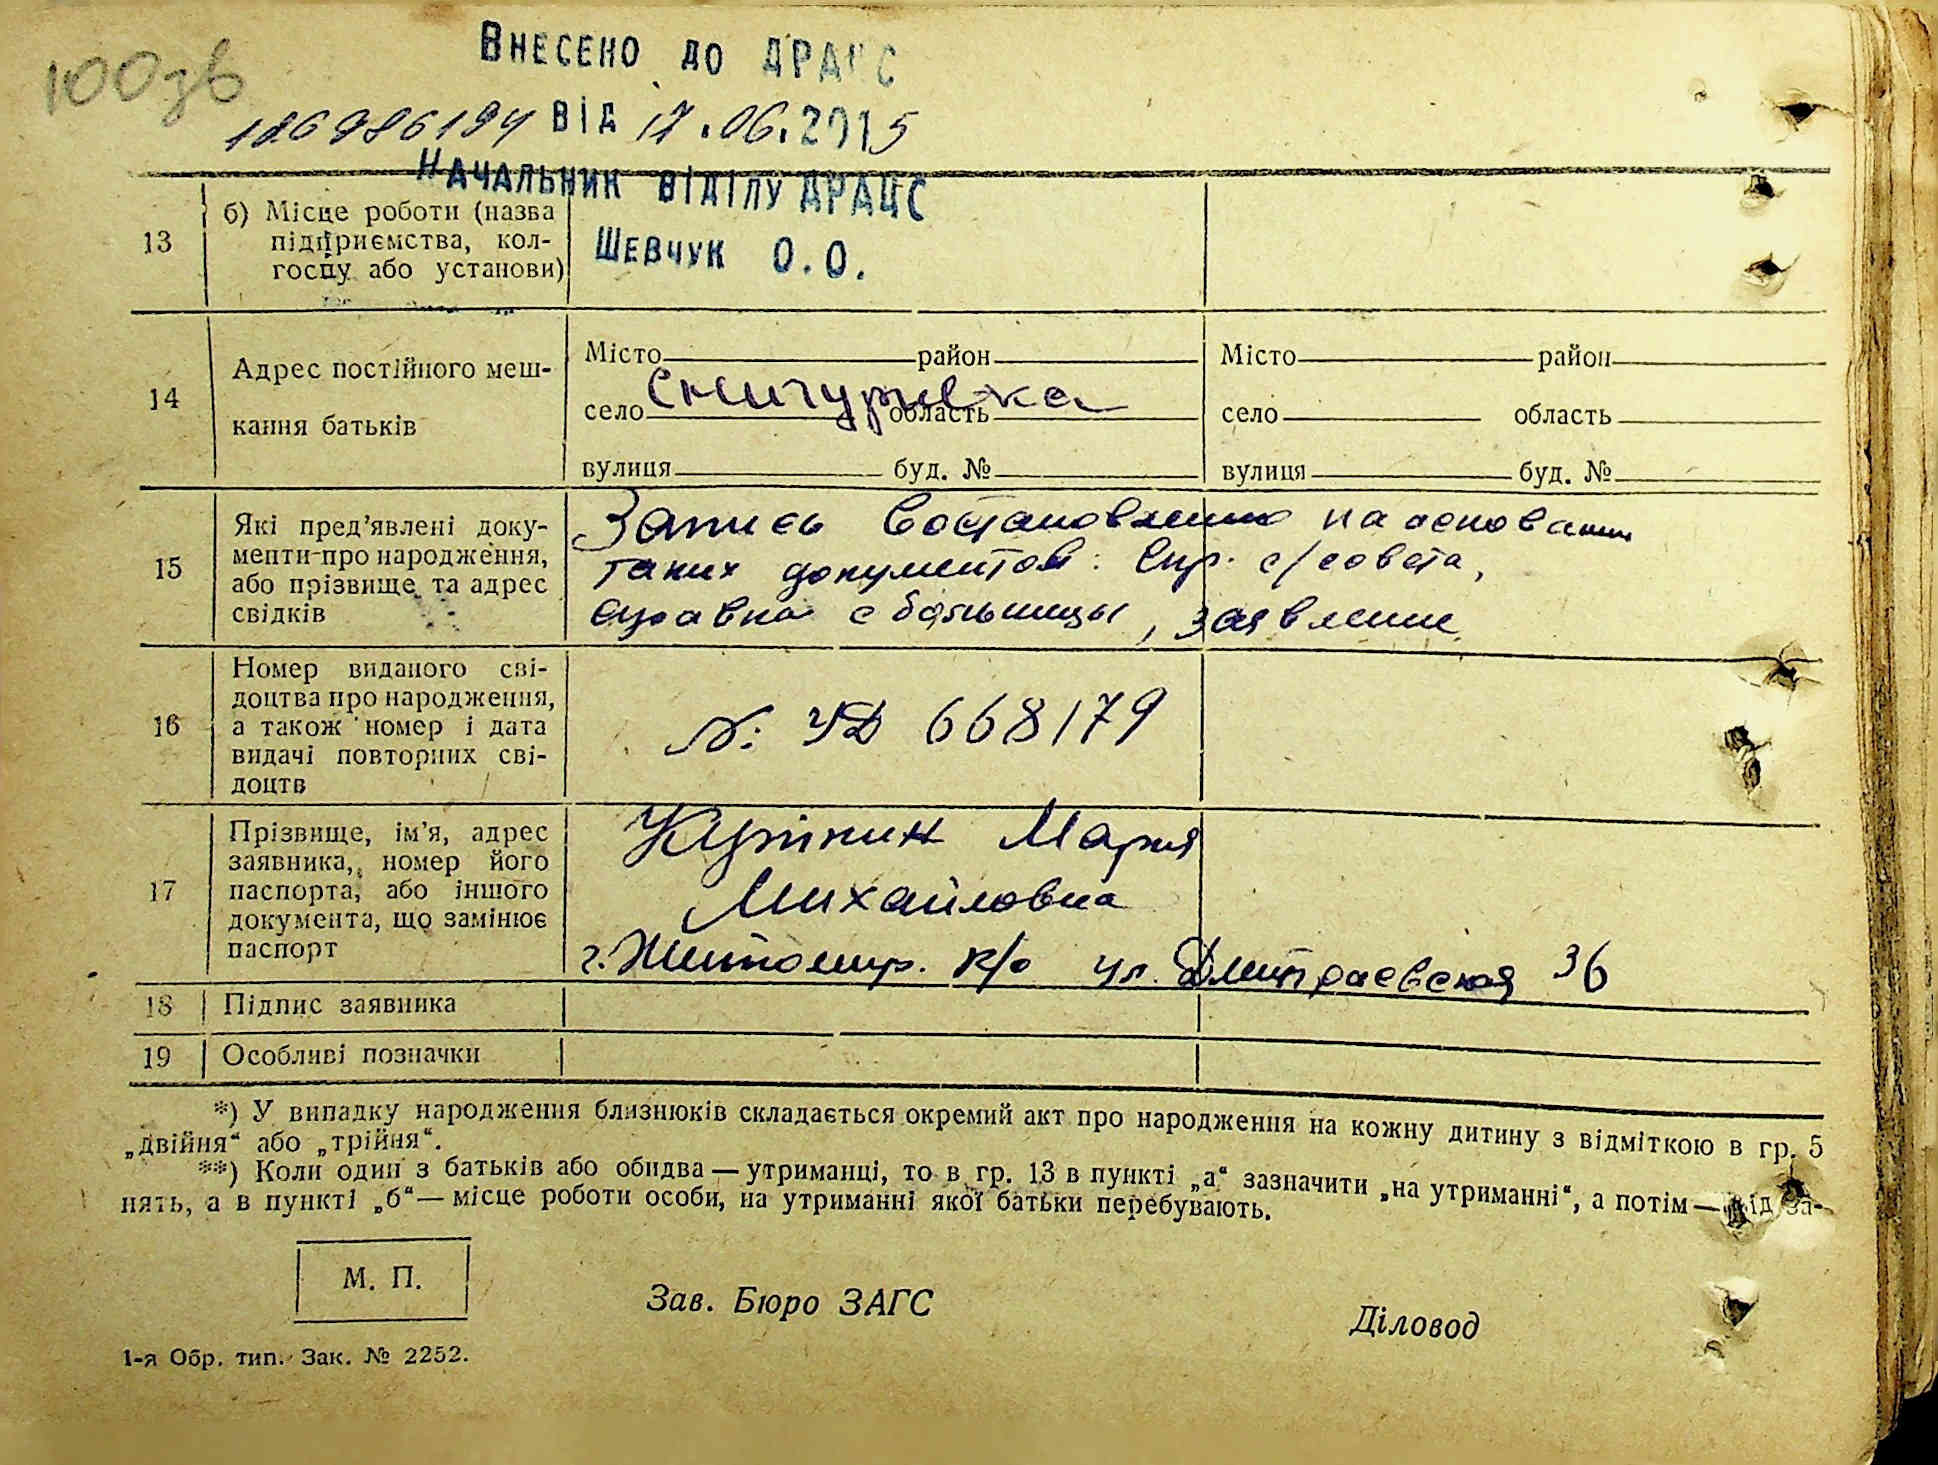 100зв
Внесено до ДРАЦС
126986194 від 17.06.2015
Начальник відділу ДРАЦС
Шевчук О.О.
13 б) Місце роботи (назва
підприємства, кол-
госпу або установи)
14 Адрес постійного меш-
кання батьків
Місто район
село Снигуривка область
вулиця буд. №
Місто район
село область
вулиця буд. №
15 Які пред'явлені доку-
менти про народження,
або прізвище та адрес
свідків
Запись востановлено на основании
таких документов: Спр. с/совета,
справка с больницы, заявление
16 Номер виданого сві-
доцтва про народження,
а також номер і дата
видачі повторних сві-
доцтв
№: УД 668179
17 Прізвище, ім'я, адрес
заявника, номер його
паспорта, або іншого
документа, що замінює
паспорт
Мария
Михайловна
г. Житомир. к/о ул. 36
18 Підпис заявника
19 Особливі позначки
*) У випадку народження близнюків складається окремий акт про народження на кожну дитину з відміткою в гр. 5
„двійня“ або „трійня“.
**) Коли один з батьків або обидва — утриманці, то в гр. 13 в пункті „а“ зазначити „на утриманні“, а потім — від за-
нять, а в пункті „б“ — місце роботи особи, на утриманні якої батьки перебувають.
М. П.
Зав. Бюро ЗАГС
Діловод
1-я Обр. тип. Зак. № 2252.